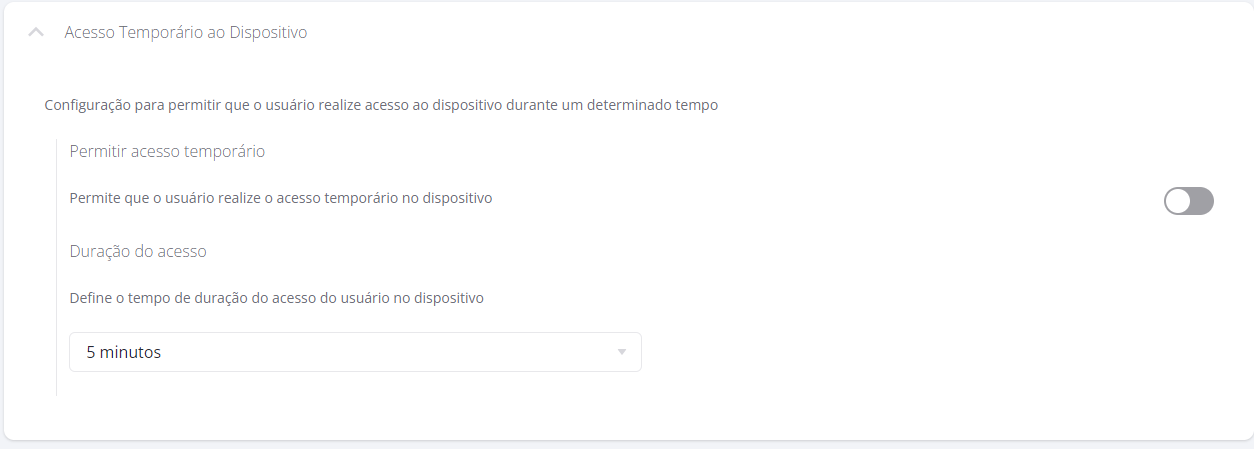 Acesso Temporário ao Dispositivo
Configuração para permitir que o usuário realize acesso ao dispositivo durante um determinado tempo
Permitir acesso temporário
Permite que o usuário realize o acesso temporário no dispositivo
Duração do acesso
Define o tempo de duração do acesso do usuário no dispositivo
5 minutos